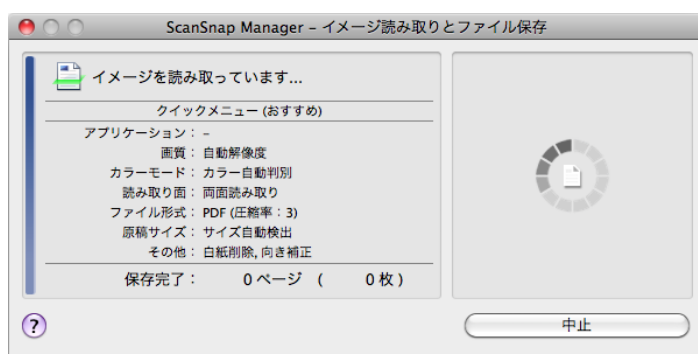 ScanSnap Manager – イメージ読み取りとファイル保存
イメージを読み取っています...
クイックメニュー (おすすめ)
アプリケーション： –
画質： 自動解像度
カラーモード： カラー自動判別
読み取り面： 両面読み取り
ファイル形式： PDF (圧縮率：3)
原稿サイズ： サイズ自動検出
その他： 白紙削除, 向き補正
保存完了： 0 ページ ( 0 枚 )
?
中止